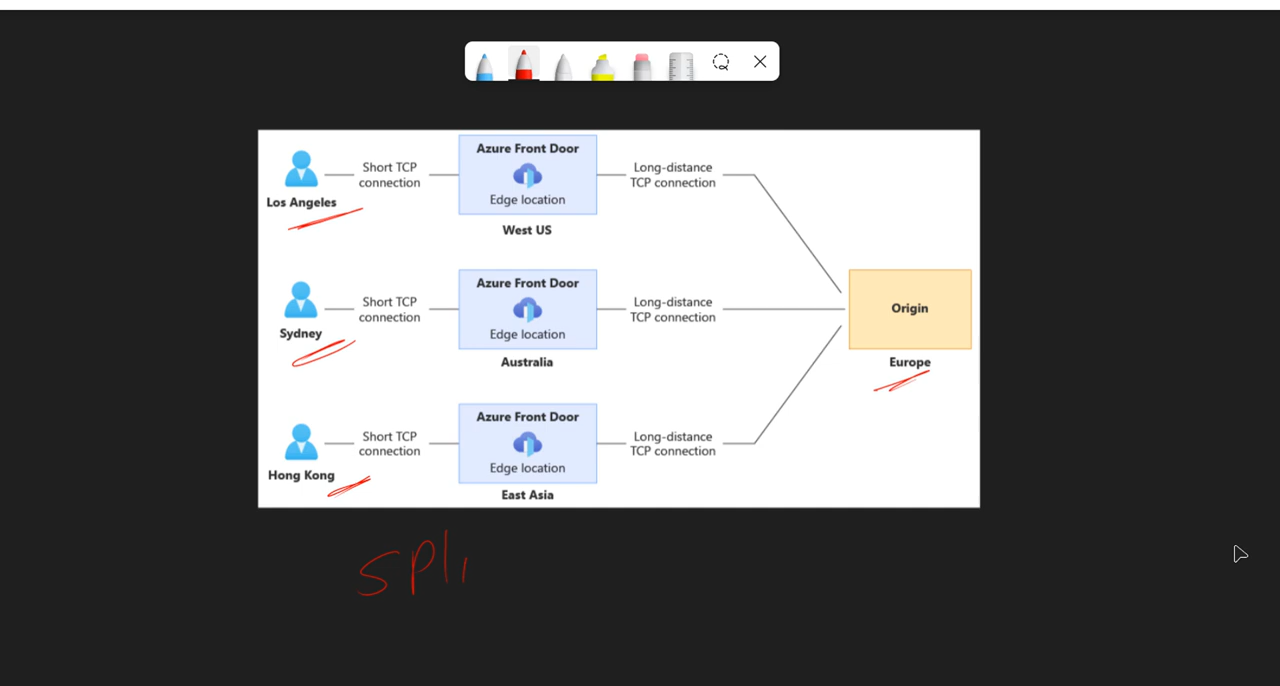 Azure Front Door
Short TCP
connection
Edge location
Long-distance
TCP connection
Los Angeles
West US
Azure Front Door
Short TCP
connection
Edge location
Long-distance
TCP connection
Origin
Sydney
Australia
Europe
Azure Front Door
Short TCP
connection
Edge location
Long-distance
TCP connection
Hong Kong
East Asia
SPli